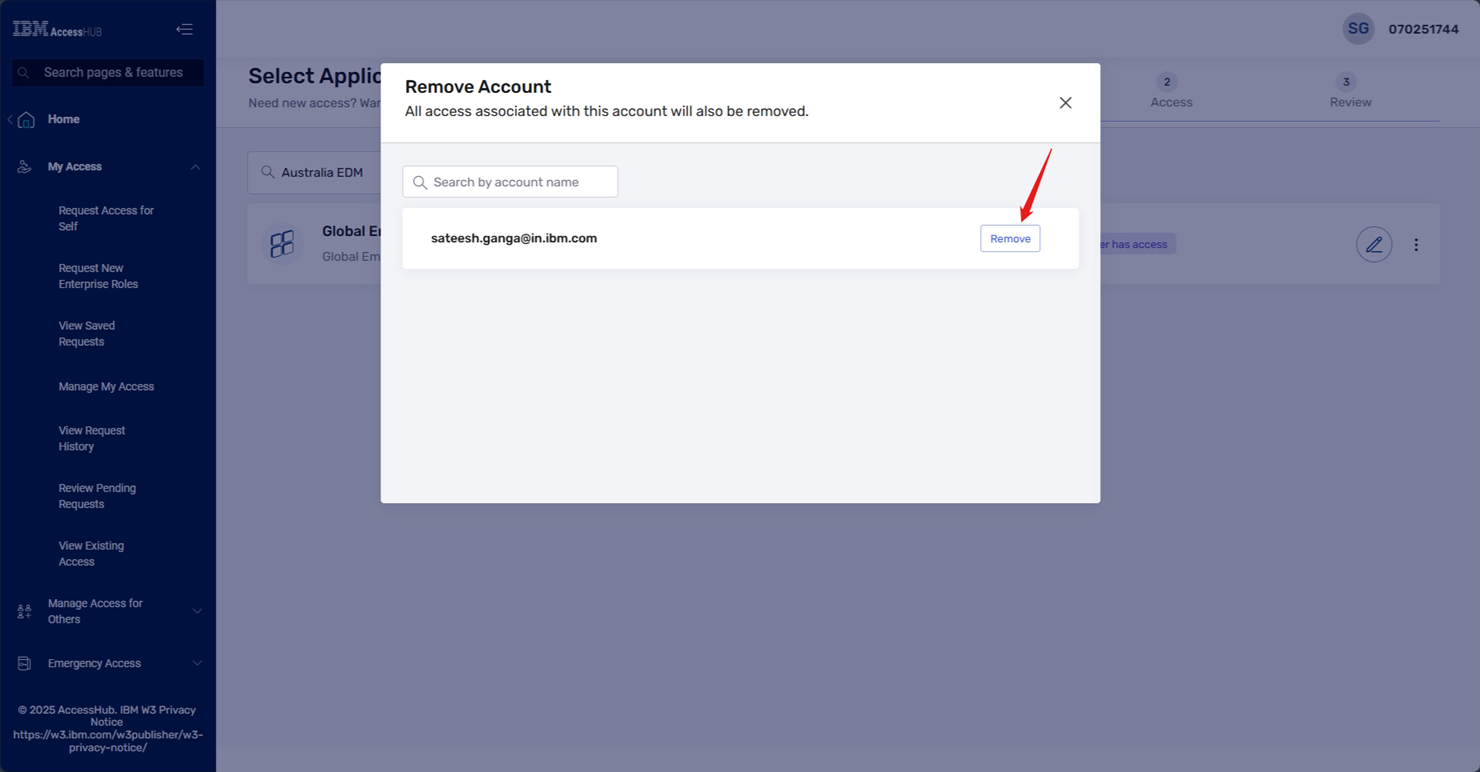 IBM AccessHUB
Search pages & features
Home
My Access
Request Access for
Self
Request New
Enterprise Roles
View Saved
Requests
Manage My Access
View Request
History
Review Pending
Requests
View Existing
Access
Manage Access for
Others
Emergency Access
© 2025 AccessHub. IBM W3 Privacy
Notice
https://w3.ibm.com/w3publisher/w3-
privacy-notice/
SG
070251744
Select Applic
Need new access? War
2
Access
3
Review
Australia EDM
Global Er
Global Em
er has access
Remove Account
All access associated with this account will also be removed.
Search by account name
sateesh.ganga@in.ibm.com
Remove